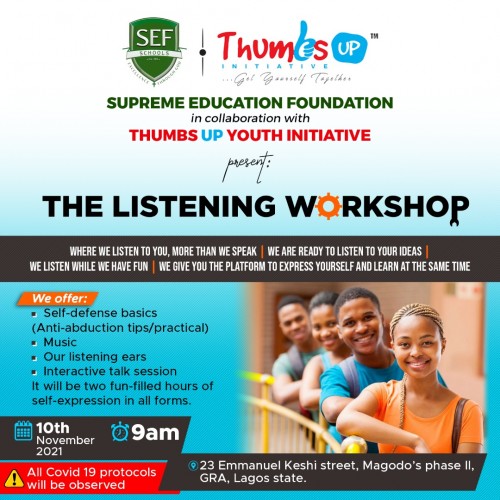 SEF
SCHOOLS
Thumbs UP ™
INITIATIVE
...Get Yourself Together
SUPREME EDUCATION FOUNDATION
in collaboration with
THUMBS UP YOUTH INITIATIVE
present:
THE LISTENING WORKSHOP
WHERE WE LISTEN TO YOU, MORE THAN WE SPEAK | WE ARE READY TO LISTEN TO YOUR IDEAS |
WE LISTEN WHILE WE HAVE FUN | WE GIVE YOU THE PLATFORM TO EXPRESS YOURSELF AND LEARN AT THE SAME TIME
We offer:
Self-defense basics
(Anti-abduction tips/practical)
Music
Our listening ears
Interactive talk session
It will be two fun-filled hours of
self-expression in all forms.
10th
November
2021
9am
All Covid 19 protocols
will be observed
23 Emmanuel Keshi street, Magodo's phase II,
GRA, Lagos state.